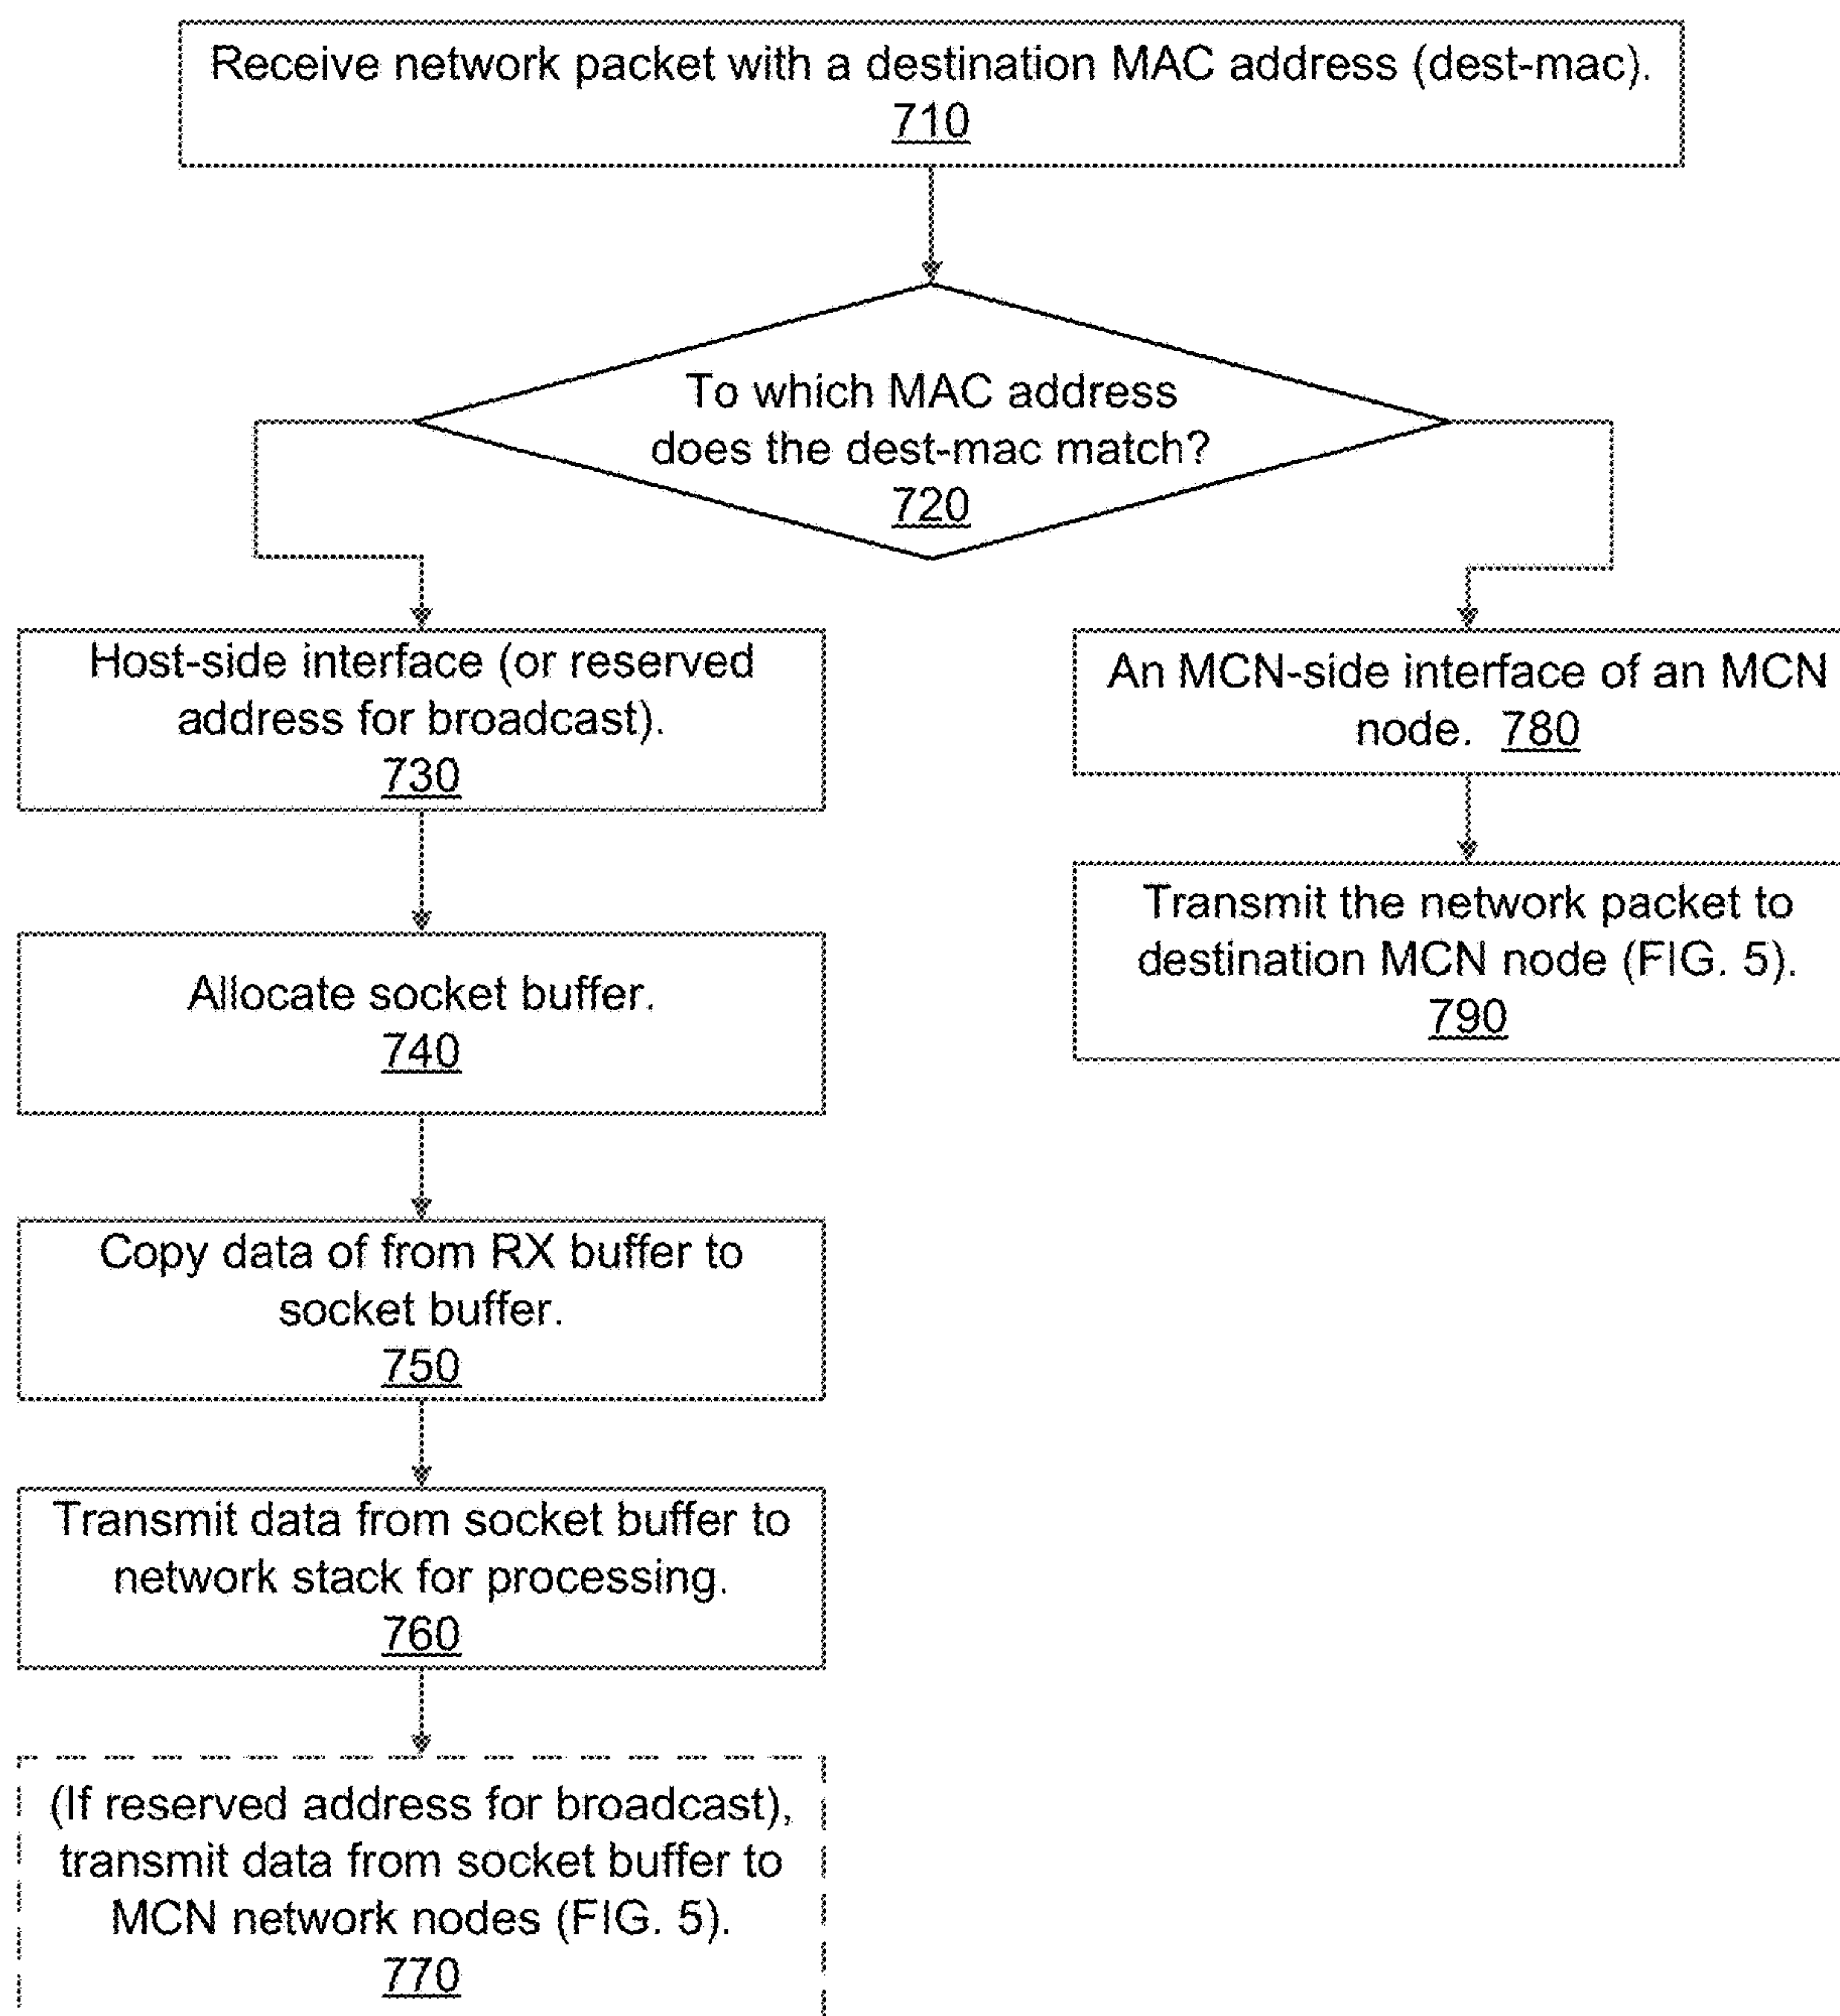 Receive network packet with a destination MAC address (dest-mac).
710
To which MAC address
does the dest-mac match?
720
Host-side interface (or reserved
address for broadcast).
730
An MCN-side interface of an MCN
node. 780
Allocate socket buffer.
740
Transmit the network packet to
destination MCN node (FIG. 5).
790
Copy data of from RX buffer to
socket buffer.
750
Transmit data from socket buffer to
network stack for processing.
760
(If reserved address for broadcast),
transmit data from socket buffer to
MCN network nodes (FIG. 5).
770